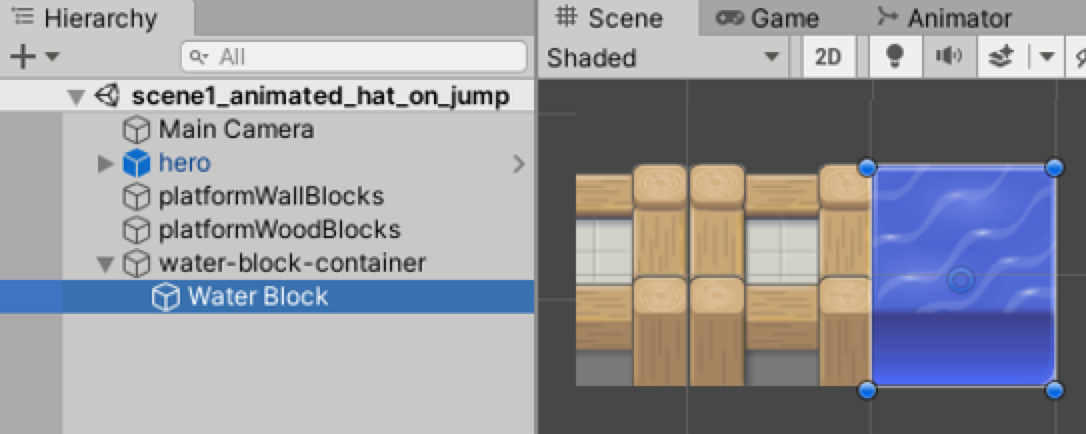 Hierarchy
All
scene1_animated_hat_on_jump
Main Camera
hero
platformWallBlocks
platformWoodBlocks
water-block-container
Water Block
Scene Game Animator
Shaded 2D